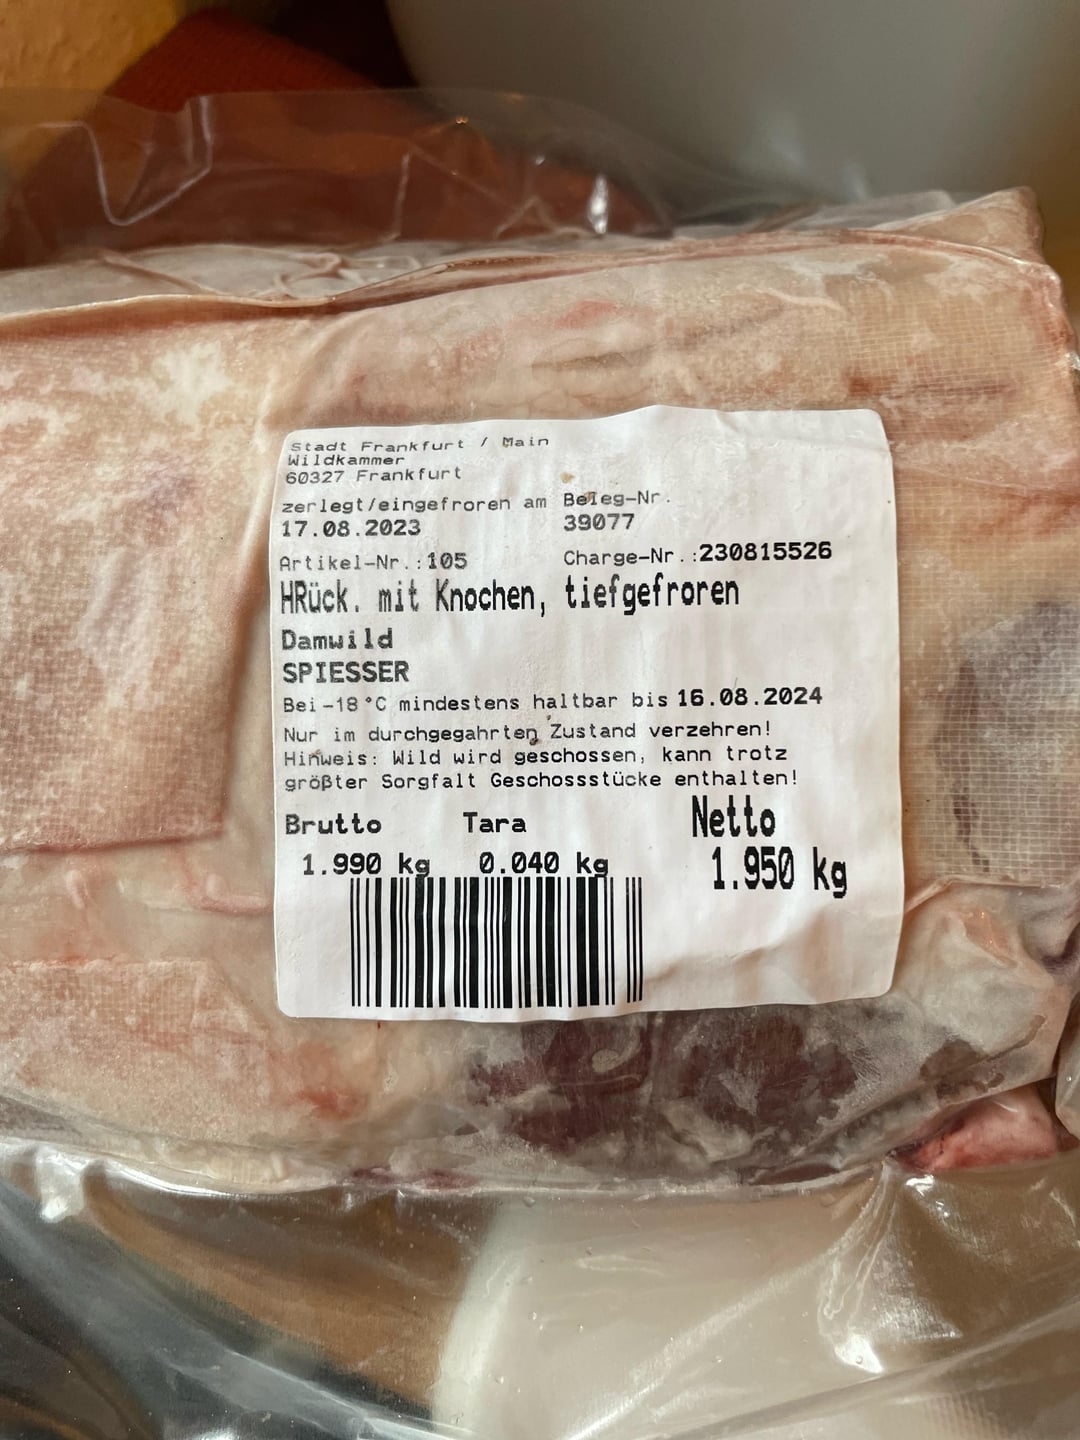 Stadt Frankfurt / Main
Wildkammer
60327 Frankfurt
zerlegt/eingefroren am Beleg-Nr.
17.08.2023 39077
Artikel-Nr.:105 Charge-Nr.:230815526
HRück. mit Knochen, tiefgefroren
Damwild
SPIESSER
Bei -18°C mindestens haltbar bis 16.08.2024
Nur im durchgegahrten Zustand verzehren!
Hinweis: Wild wird geschossen, kann trotz
größter Sorgfalt Geschossstücke enthalten!
Brutto Tara Netto
1.990 kg 0.040 kg 1.950 kg